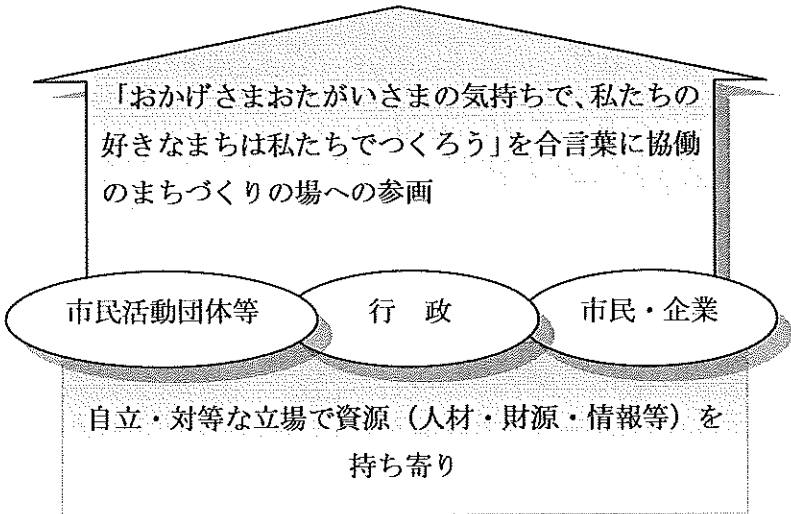 「おかげさまおたがいさまの気持ちで、私たちの
好きなまちは私たちでつくろう」を合言葉に協働
のまちづくりの場への参画
市民活動団体等
行　政
市民・企業
自立・対等な立場で資源（人材・財源・情報等）を
持ち寄り